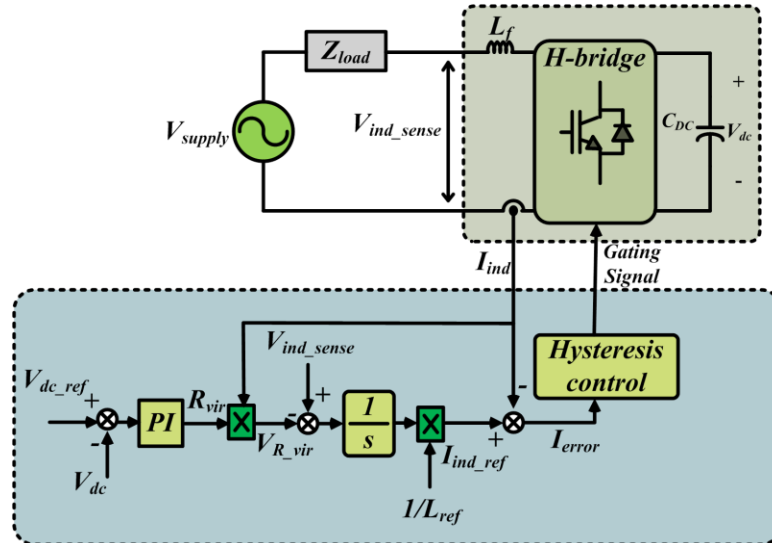 L_f
Z_load
H-bridge
V_supply
V_ind_sense
C_DC
+
V_dc
-
I_ind
Gating
Signal
V_ind_sense
Hysteresis
control
V_dc_ref
+
-
V_dc
PI
R_vir
X
-
+
V_R_vir
1
s
X
1/L_ref
I_ind_ref
+
-
I_error